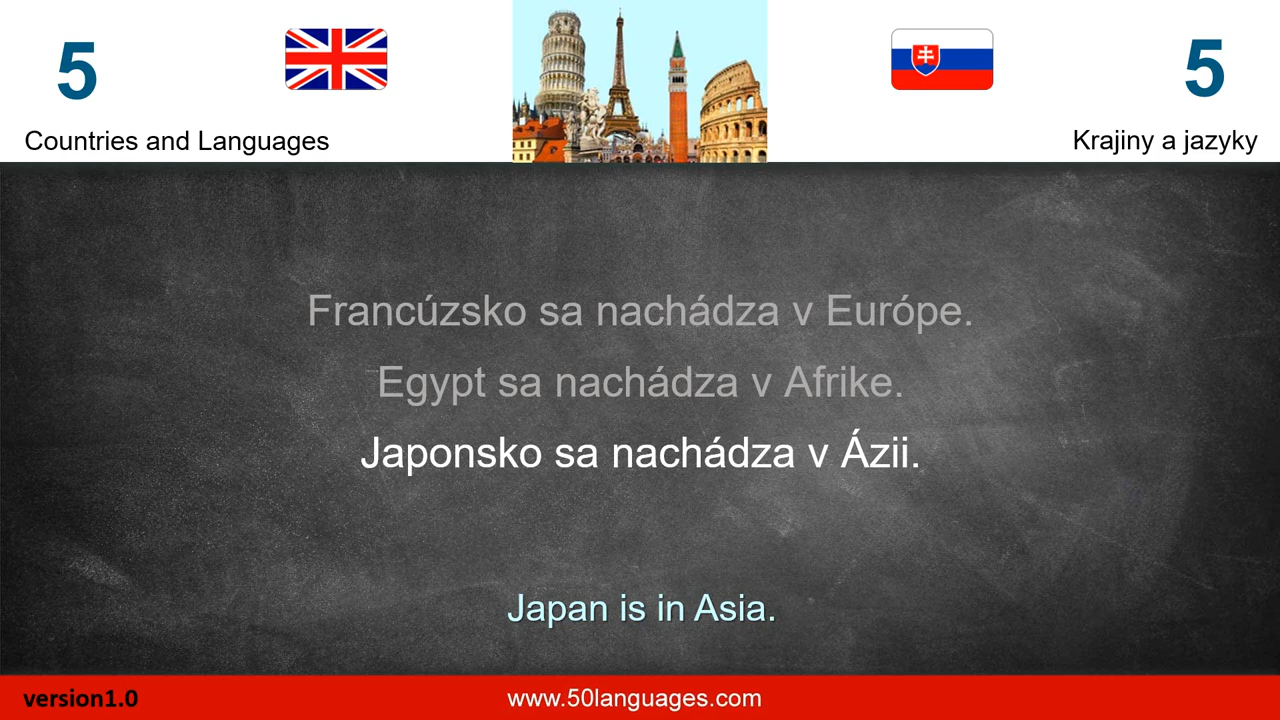 5
5
Countries and Languages
Krajiny a jazyky
Francúzsko sa nachádza v Európe.
Egypt sa nachádza v Afrike.
Japonsko sa nachádza v Ázii.
Japan is in Asia.
version1.0
www.50languages.com